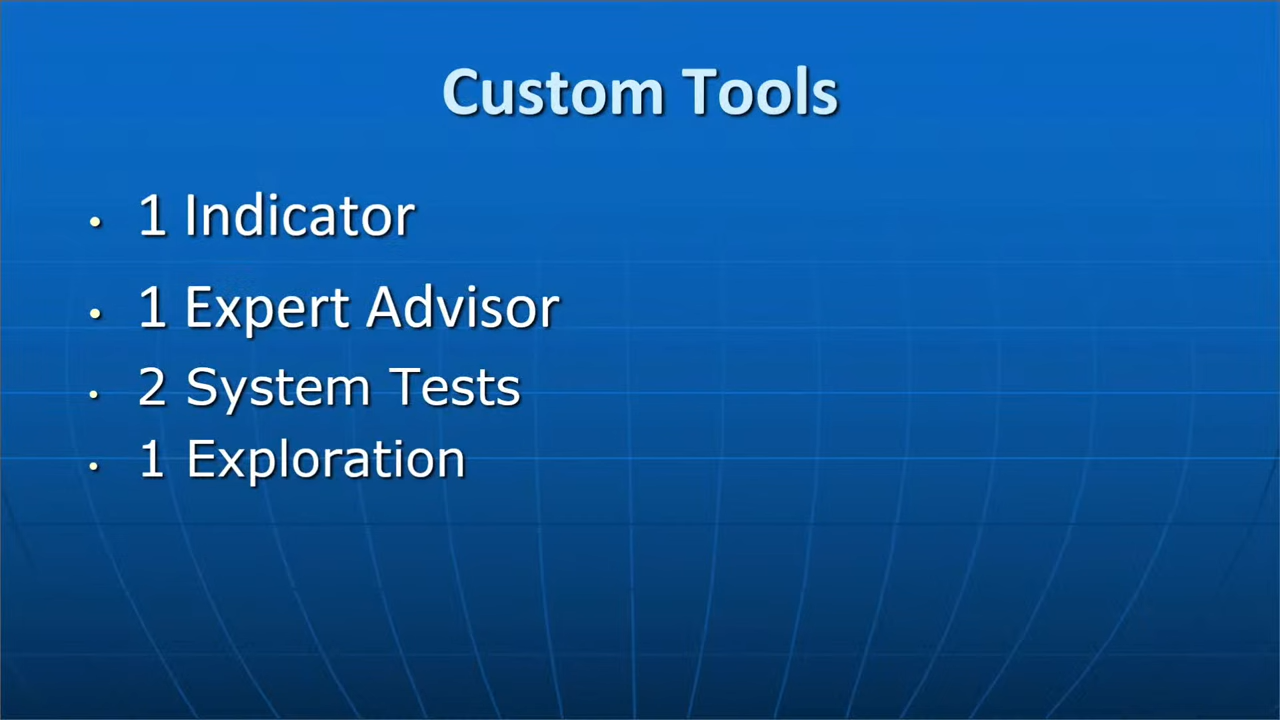 Custom Tools
• 1 Indicator
• 1 Expert Advisor
• 2 System Tests
• 1 Exploration